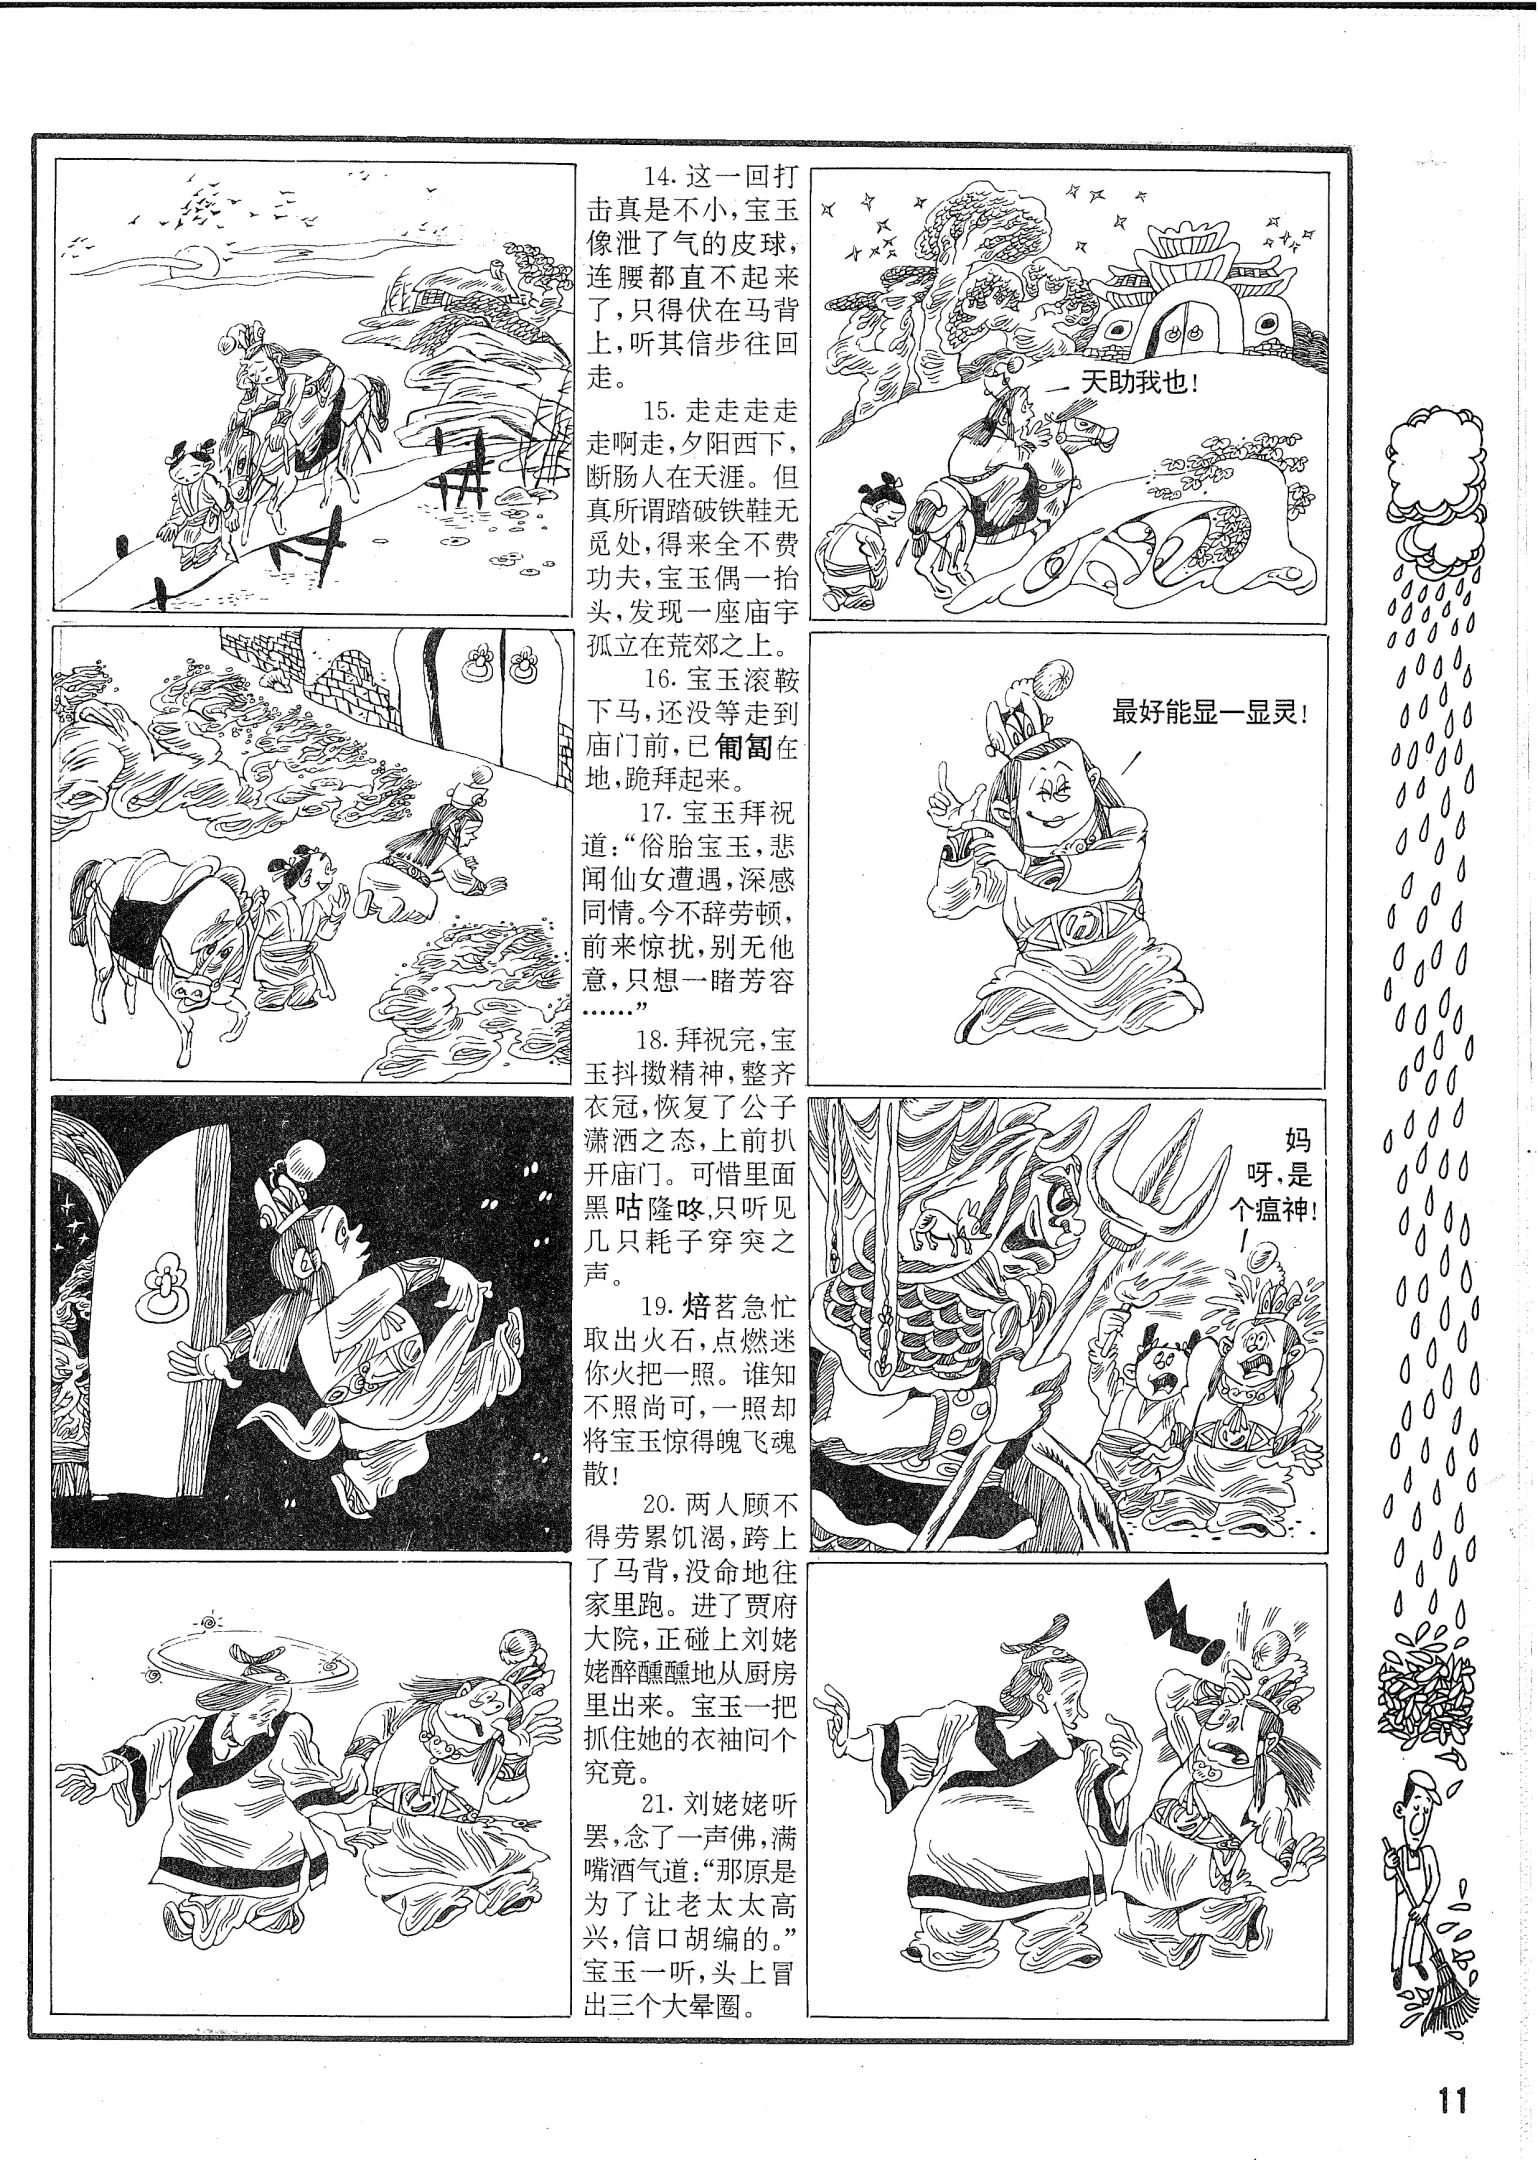 14. 这一回打
击真是不小，宝玉
像泄了气的皮球，
连腰都直不起来
了，只得伏在马背
上，听其信步往回
走。
15. 走走走走
走啊走，夕阳西下，
断肠人在天涯。但
真所谓踏破铁鞋无
觅处，得来全不费
功夫，宝玉偶一抬
头，发现一座庙宇
孤立在荒郊之上。
16. 宝玉滚鞍
下马，还没等走到
庙门前，已匍匐在
地，跪拜起来。
17. 宝玉拜祝
道：“俗胎宝玉，悲
闻仙女遭遇，深感
同情。今不辞劳顿，
前来惊扰，别无他
意，只想一睹芳容
……”
18. 拜祝完，宝
玉抖擞精神，整齐
衣冠，恢复了公子
潇洒之态，上前扒
开庙门。可惜里面
黑咕隆咚，只听见
几只耗子穿突之
声。
19. 焙茗急忙
取出火石，点燃迷
你火把一照。谁知
不照尚可，一照却
将宝玉惊得魄飞魂
散！
20. 两人顾不
得劳累饥渴，跨上
了马背，没命地往
家里跑。进了贾府
大院，正碰上刘姥
姥醉醺醺地从厨房
里出来。宝玉一把
抓住她的衣袖问个
究竟。
21. 刘姥姥听
罢，念了一声佛，满
嘴酒气道：“那原是
为了让老太太高
兴，信口胡编的。”
宝玉一听，头上冒
出三个大晕圈。
天助我也！
最好能显一显灵！
妈
呀，是
个瘟神！
11